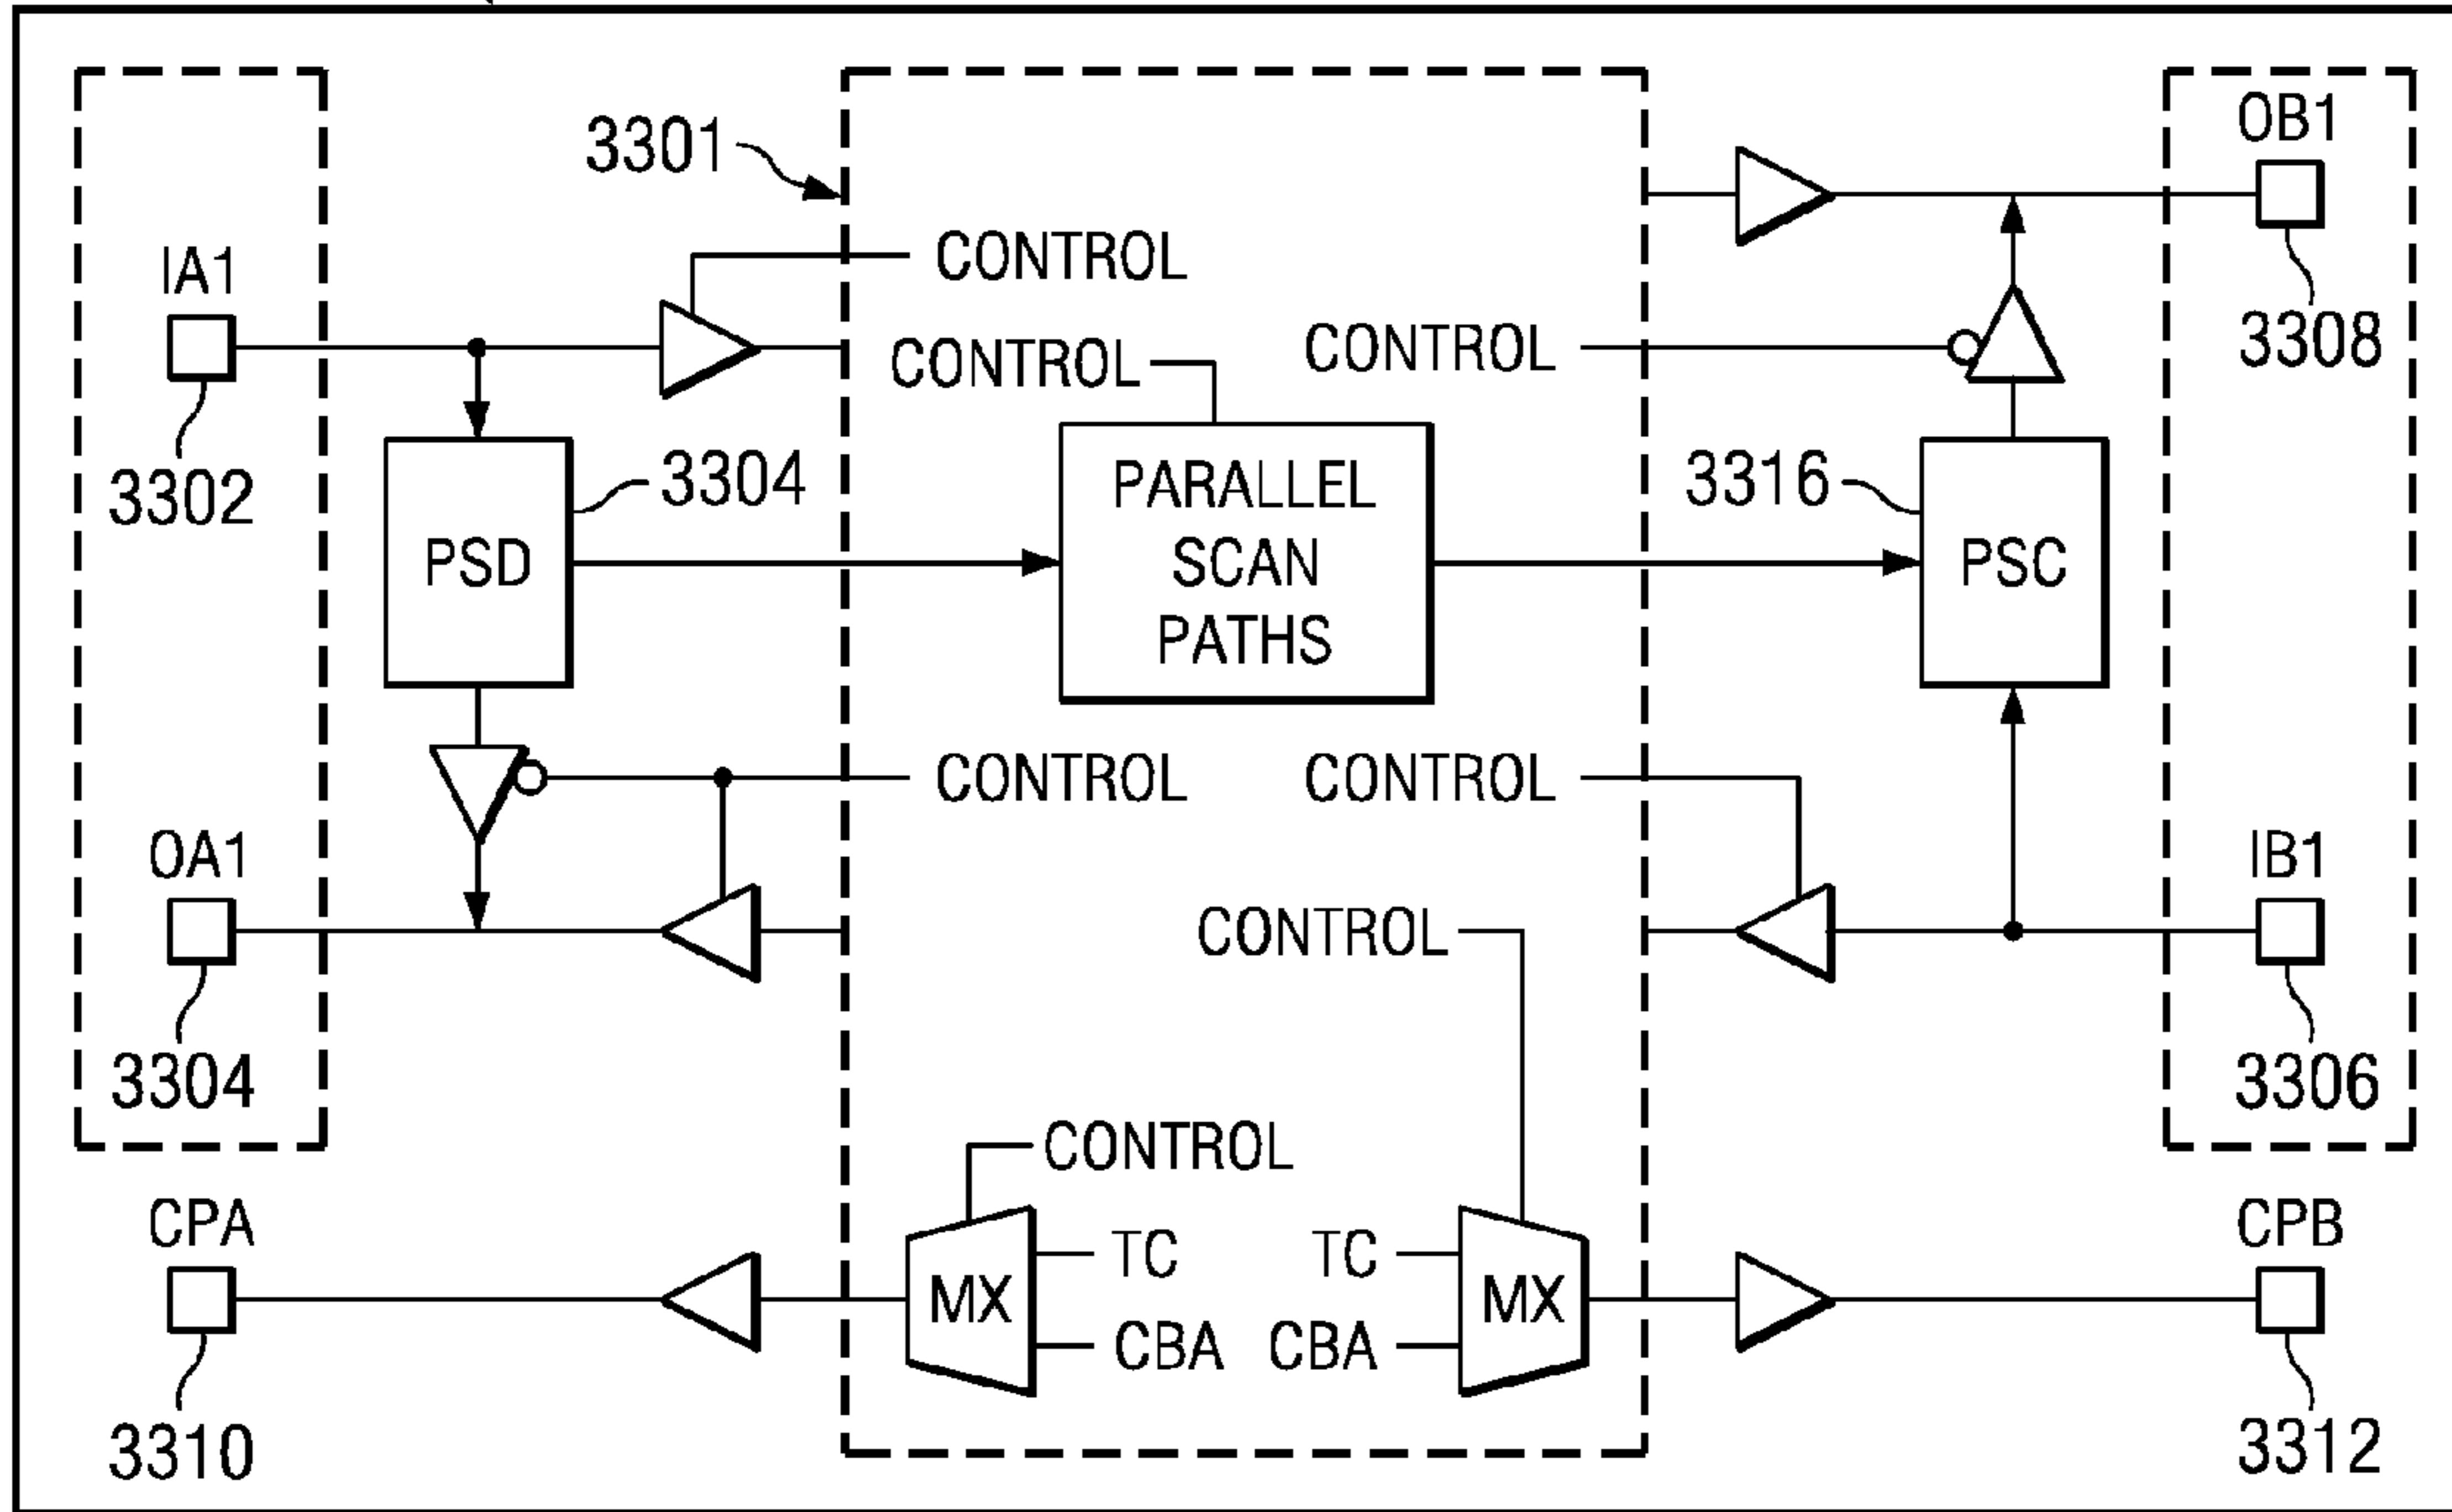 OB1
3301
CONTROL
IA1
3308
CONTROL
CONTROL
3302
3304
PARALLEL
SCAN
PATHS
3316
PSD
PSC
CONTROL
CONTROL
OA1
IB1
CONTROL
3304
3306
CONTROL
CPA
TC
TC
CPB
MX
MX
CBA
CBA
3310
3312